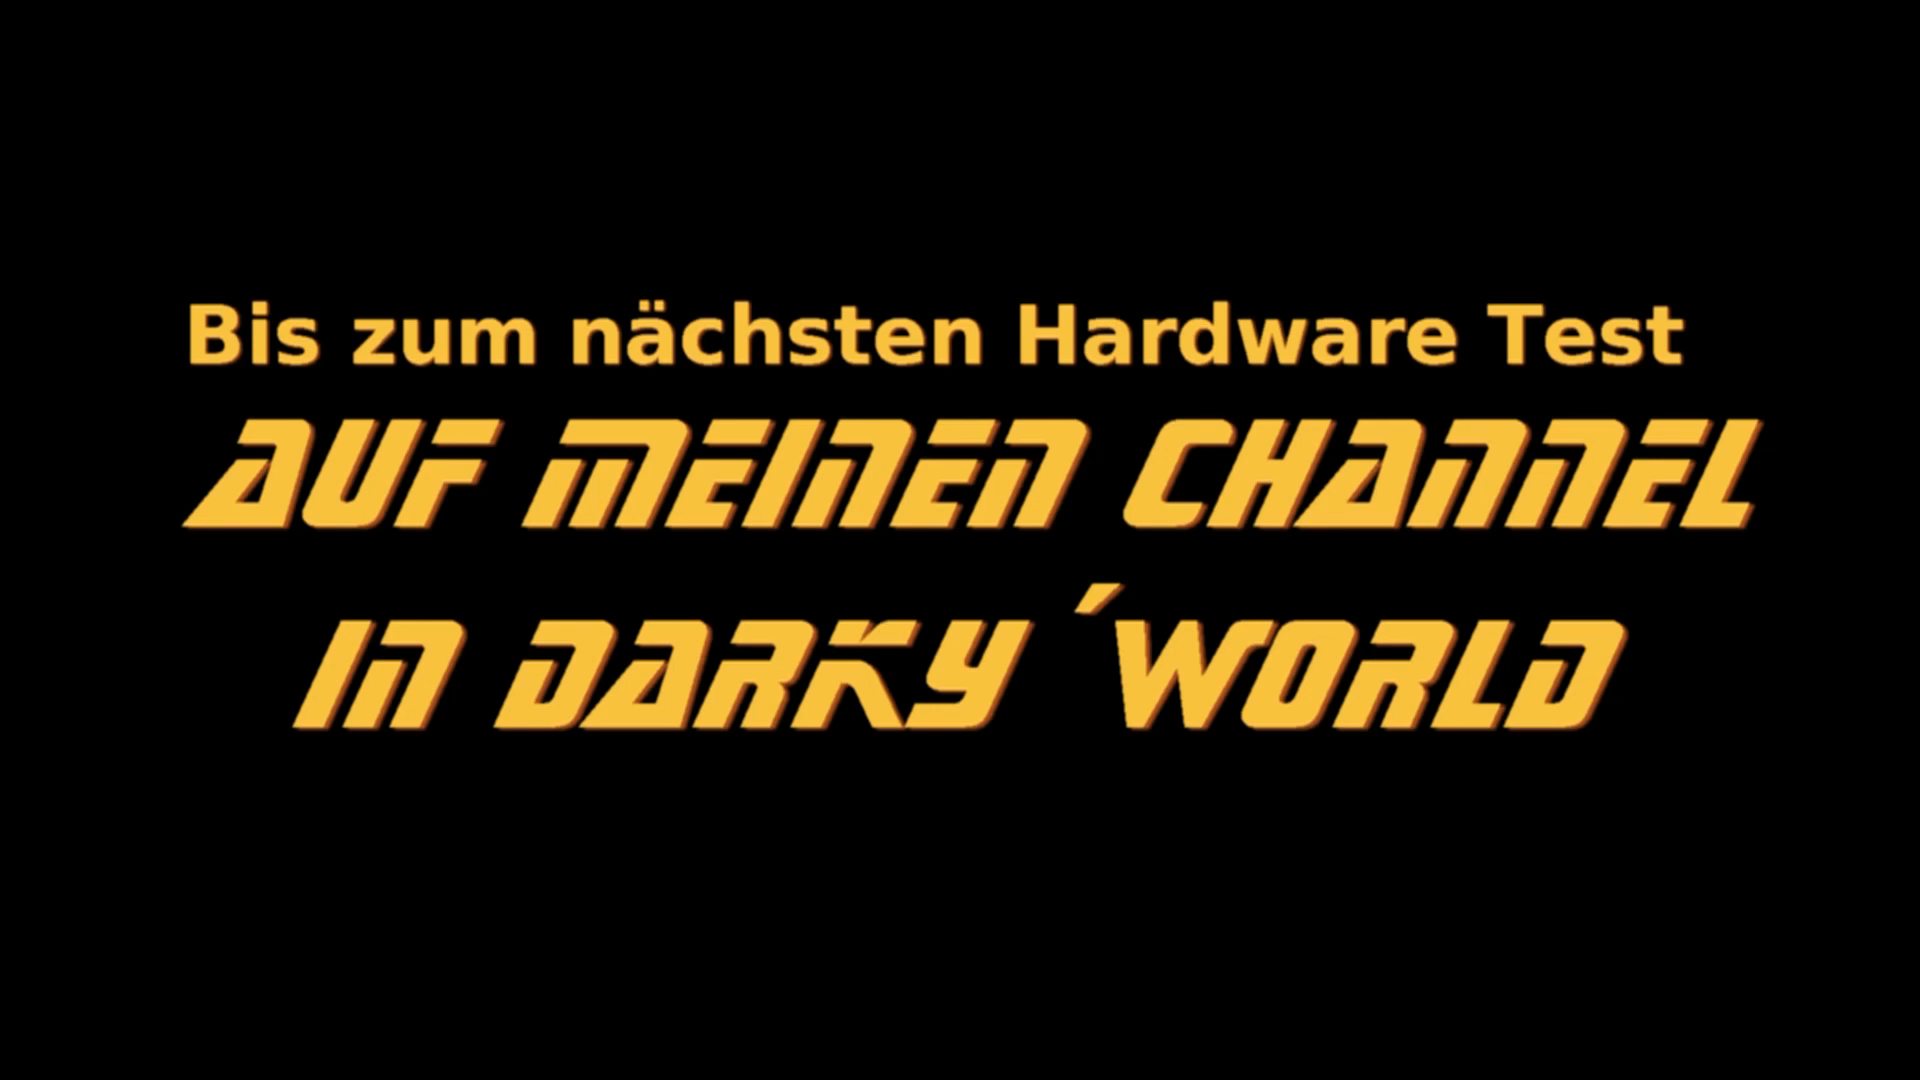 Bis zum nächsten Hardware Test
AUF MEINEN CHANNEL
IN DARKY ´WORLD